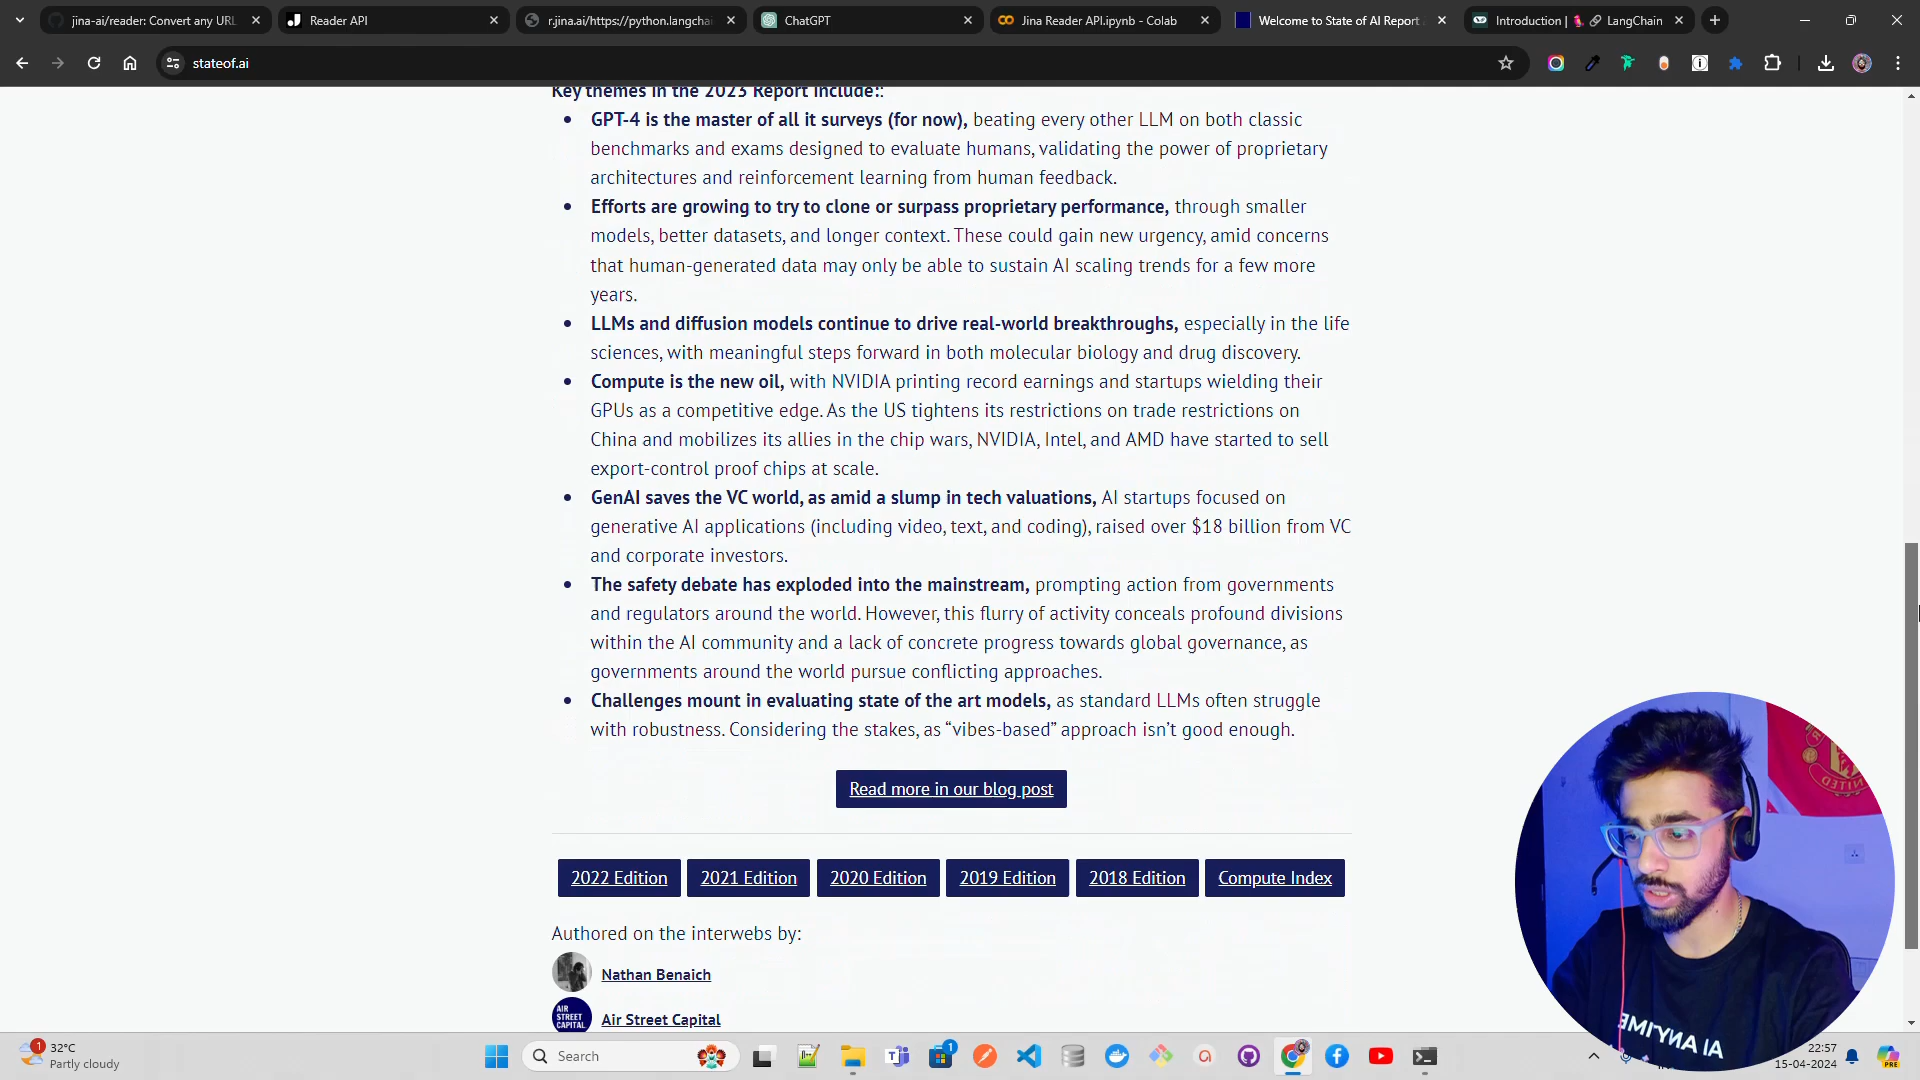 jina-ai/reader: Convert any URL
Reader API
r.jina.ai/https://python.langchai
ChatGPT
Jina Reader API.ipynb - Colab
Welcome to State of AI Report
Introduction | 🦜️🔗 LangChain
stateof.ai
Key themes in the 2023 Report include::
• GPT-4 is the master of all it surveys (for now), beating every other LLM on both classic
benchmarks and exams designed to evaluate humans, validating the power of proprietary
architectures and reinforcement learning from human feedback.
• Efforts are growing to try to clone or surpass proprietary performance, through smaller
models, better datasets, and longer context. These could gain new urgency, amid concerns
that human-generated data may only be able to sustain AI scaling trends for a few more
years.
• LLMs and diffusion models continue to drive real-world breakthroughs, especially in the life
sciences, with meaningful steps forward in both molecular biology and drug discovery.
• Compute is the new oil, with NVIDIA printing record earnings and startups wielding their
GPUs as a competitive edge. As the US tightens its restrictions on trade restrictions on
China and mobilizes its allies in the chip wars, NVIDIA, Intel, and AMD have started to sell
export-control proof chips at scale.
• GenAI saves the VC world, as amid a slump in tech valuations, AI startups focused on
generative AI applications (including video, text, and coding), raised over $18 billion from VC
and corporate investors.
• The safety debate has exploded into the mainstream, prompting action from governments
and regulators around the world. However, this flurry of activity conceals profound divisions
within the AI community and a lack of concrete progress towards global governance, as
governments around the world pursue conflicting approaches.
• Challenges mount in evaluating state of the art models, as standard LLMs often struggle
with robustness. Considering the stakes, as “vibes-based” approach isn’t good enough.
Read more in our blog post
2022 Edition
2021 Edition
2020 Edition
2019 Edition
2018 Edition
Compute Index
Authored on the interwebs by:
Nathan Benaich
AIR
STREET
CAPITAL
Air Street Capital
UNITED
AI ANYTIME
1
32°C
Partly cloudy
Search
1
22:57
15-04-2024
PRE